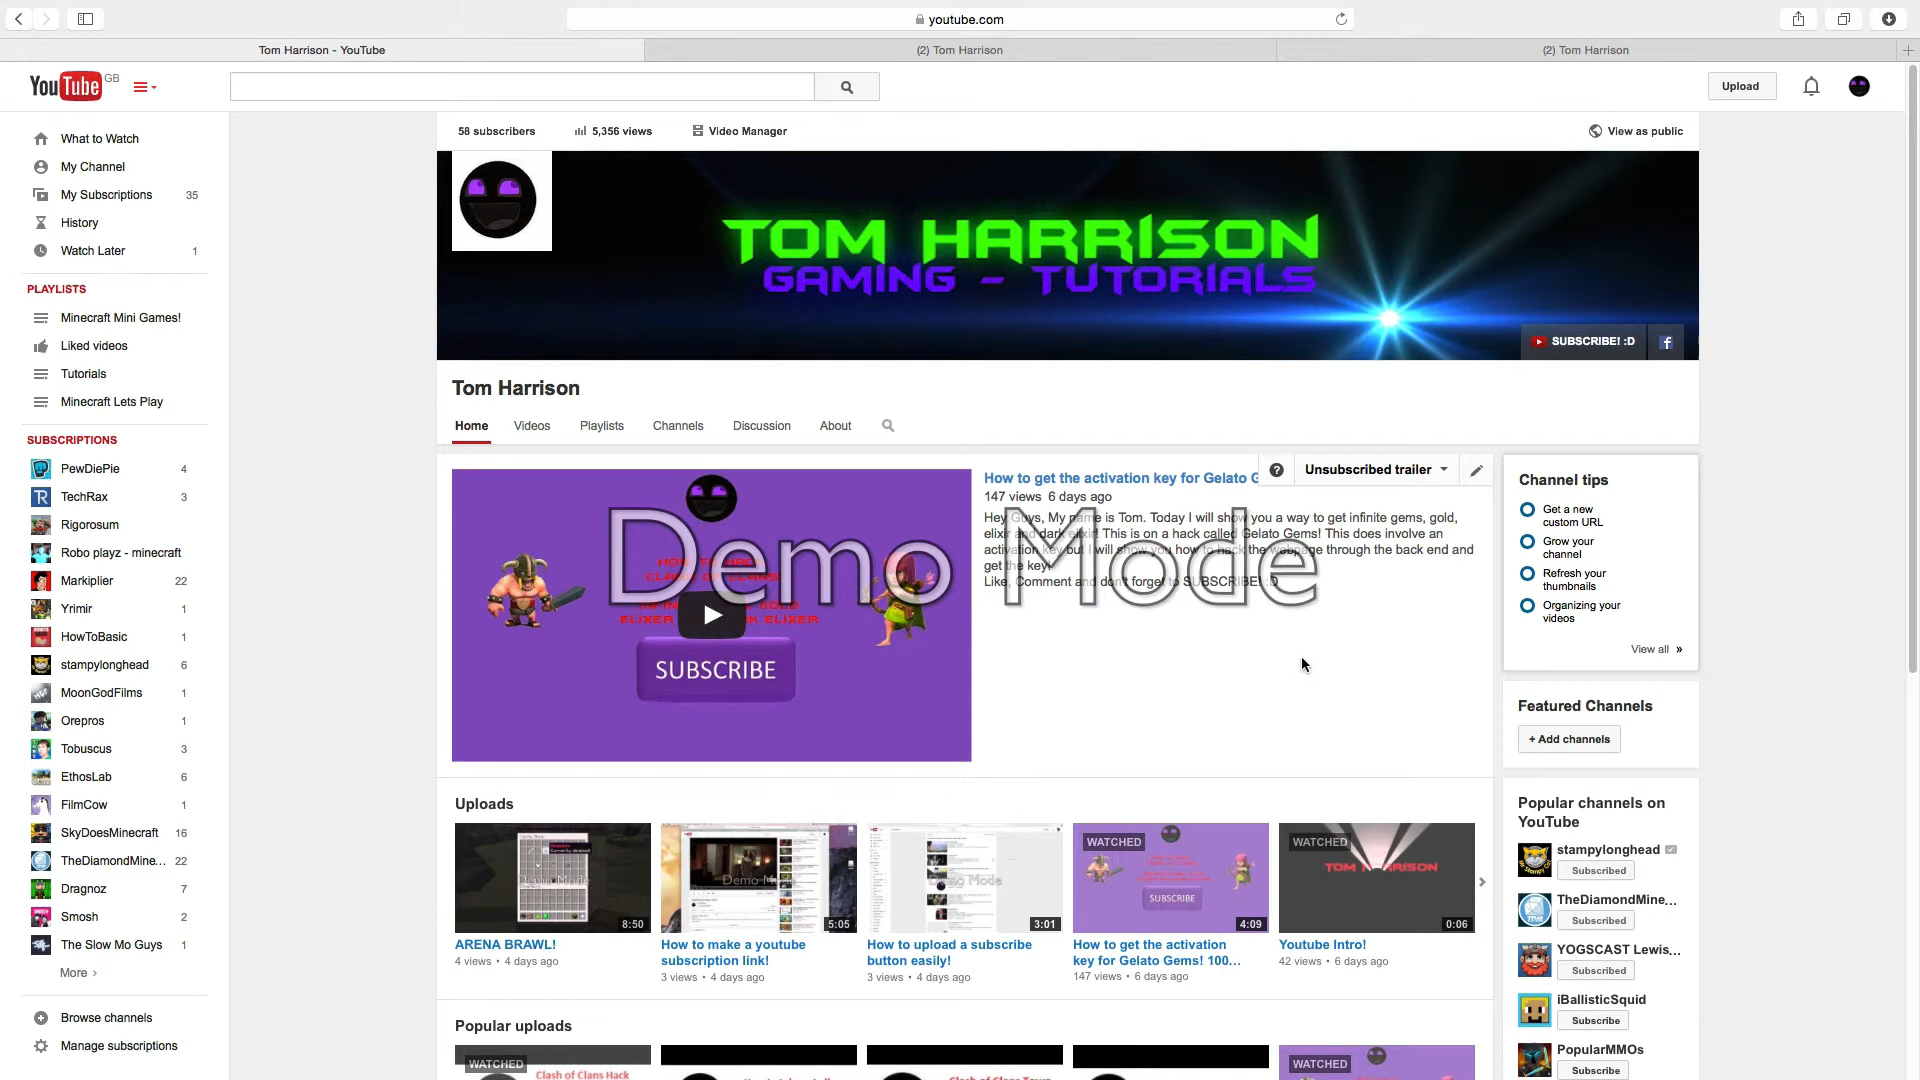 youtube.com
Tom Harrison - YouTube
(2) Tom Harrison
(2) Tom Harrison
YouTube GB
Upload
What to Watch
My Channel
My Subscriptions 35
History
Watch Later 1
PLAYLISTS
Minecraft Mini Games!
Liked videos
Tutorials
Minecraft Lets Play
SUBSCRIPTIONS
PewDiePie 4
TechRax 3
Rigorosum
Robo playz - minecraft
Markiplier 22
Yrimir 1
HowToBasic 1
stampylonghead 6
MoonGodFilms 1
Orepros 1
Tobuscus 3
EthosLab 6
FilmCow 1
SkyDoesMinecraft 16
TheDiamondMine... 22
Dragnoz 7
Smosh 2
The Slow Mo Guys 1
More ›
Browse channels
Manage subscriptions
58 subscribers
5,356 views
Video Manager
View as public
TOM HARRISON
GAMING - TUTORIALS
SUBSCRIBE! :D
Tom Harrison
Home
Videos
Playlists
Channels
Discussion
About
Demo Mode
SUBSCRIBE
How to get the activation key for Gelato G
Unsubscribed trailer
147 views 6 days ago
Hey Guys, My name is Tom. Today I will show you a way to get infinite gems, gold,
elixir and dark elixir! This is on a hack called Gelato Gems! This does involve an
activation key but I will show you how to hack the webpage through the back end and
get the key!
Like, Comment and don't forget to SUBSCRIBE! :D
Channel tips
Get a new
custom URL
Grow your
channel
Refresh your
thumbnails
Organizing your
videos
View all »
Featured Channels
+ Add channels
Popular channels on
YouTube
stampylonghead
Subscribed
TheDiamondMine...
Subscribed
YOGSCAST Lewis...
Subscribed
iBallisticSquid
Subscribe
PopularMMOs
Subscribe
Uploads
8:50
ARENA BRAWL!
4 views • 4 days ago
Demo Mode
5:05
How to make a youtube
subscription link!
3 views • 4 days ago
Demo Mode
3:01
How to upload a subscribe
button easily!
3 views • 4 days ago
WATCHED
SUBSCRIBE
4:09
How to get the activation
key for Gelato Gems! 100...
147 views • 6 days ago
WATCHED
TOM HARRISON
0:06
Youtube Intro!
42 views • 6 days ago
Popular uploads
WATCHED
Clash of Clans Hack
WATCHED